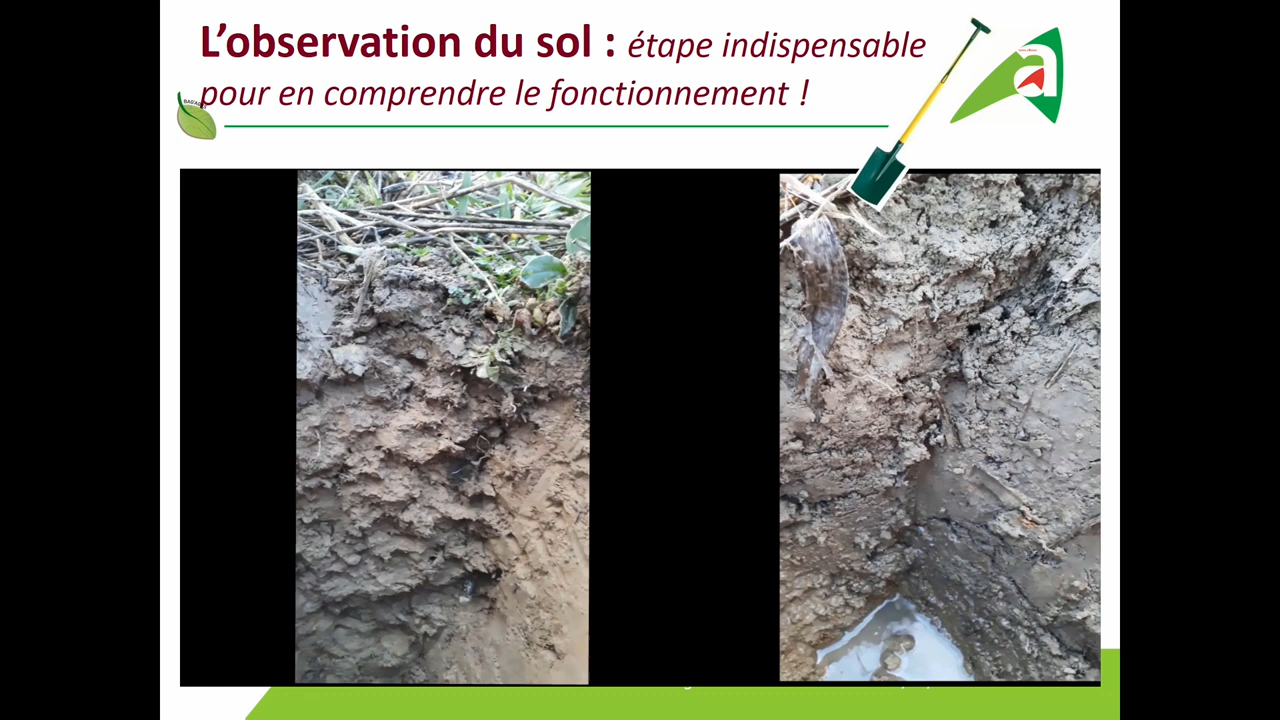 L'observation du sol : étape indispensable
pour en comprendre le fonctionnement !